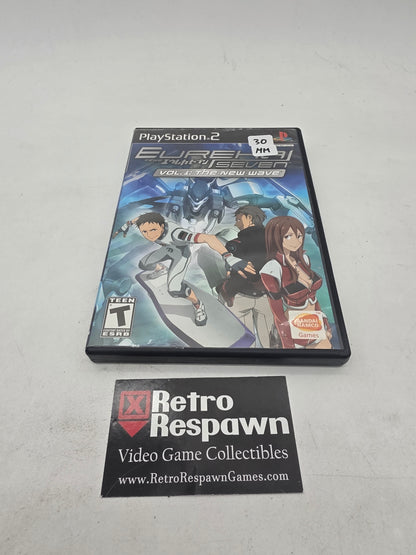 PlayStation 2
30
MM
EUREKA
SEVEN
VOL. 1: THE NEW WAVE
TEEN
T
ESRB
BANDAI
NAMCO
Games
Retro
Respawn
Video Game Collectibles
www.RetroRespawnGames.com